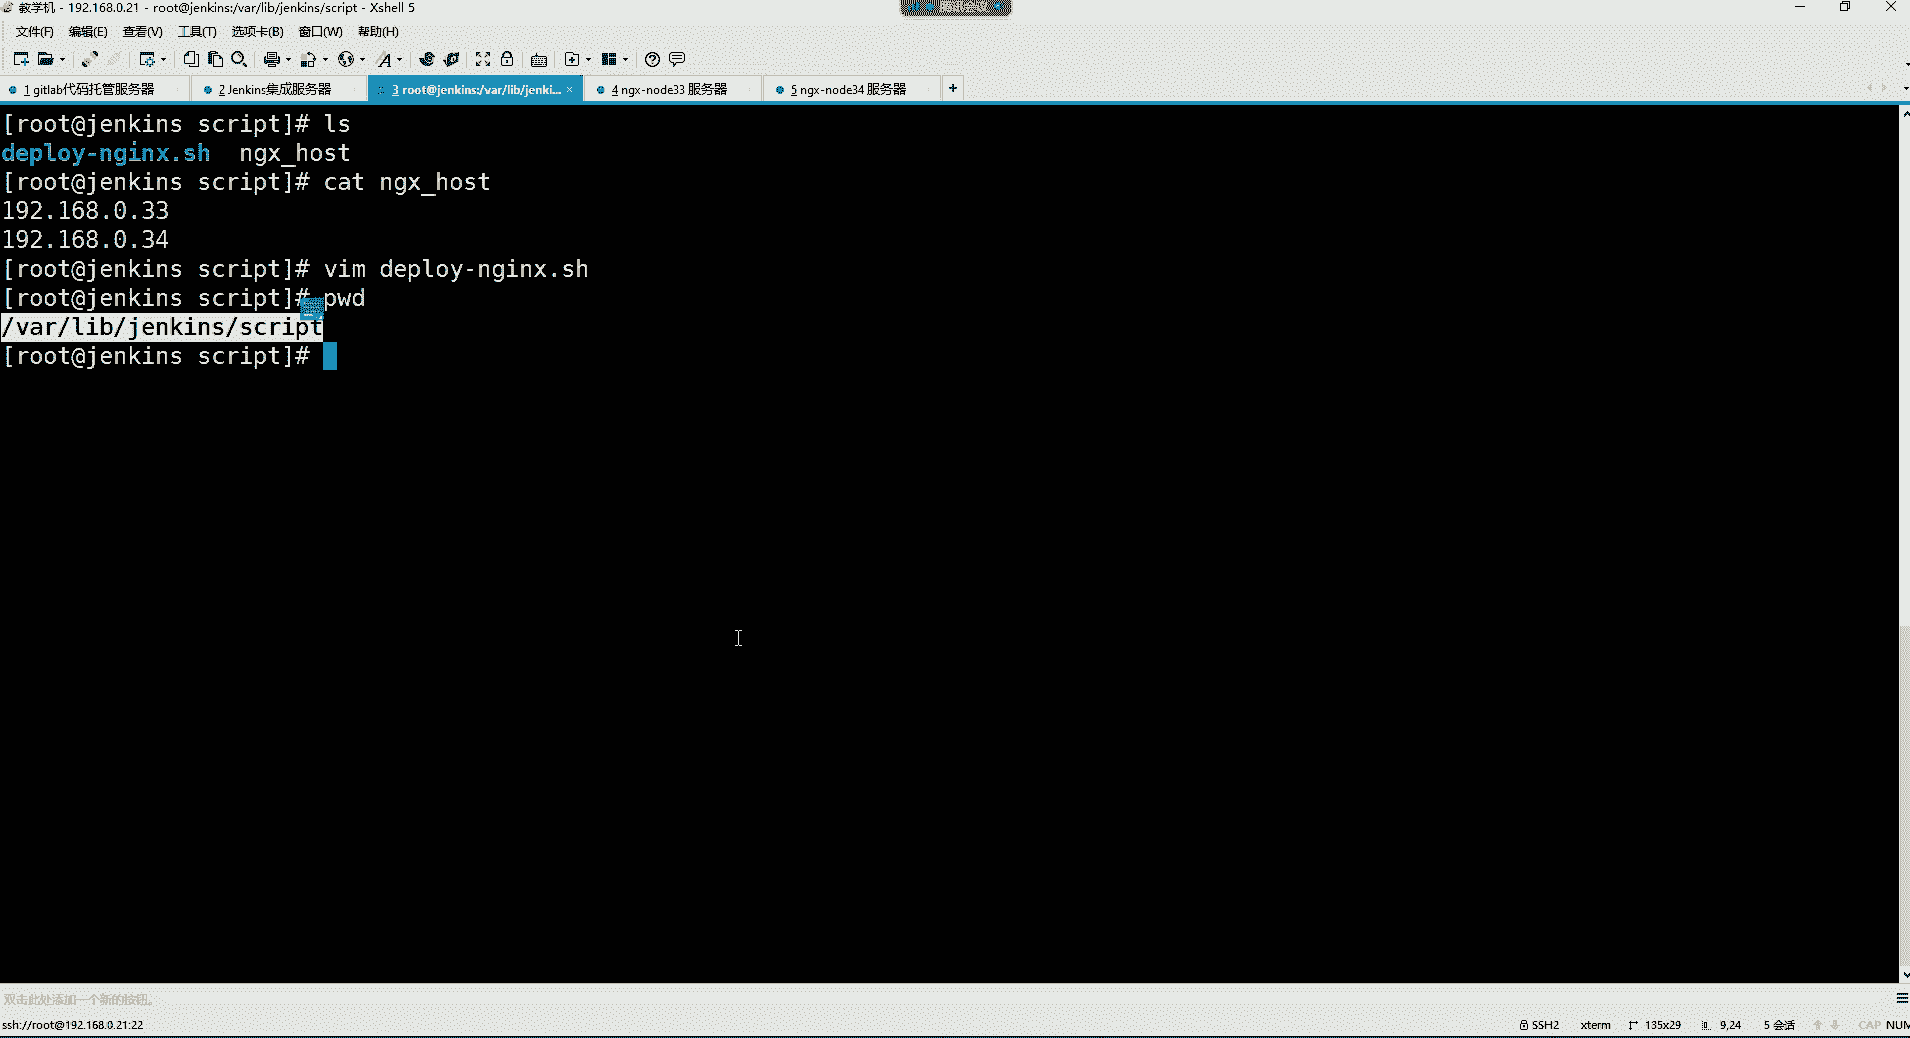 教学机 - 192.168.0.21 - root@jenkins:/var/lib/jenkins/script - Xshell 5
文件(F) 编辑(E) 查看(V) 工具(T) 选项卡(B) 窗口(W) 帮助(H)
1 gitlab代码托管服务器 2 Jenkins集成服务器 3 root@jenkins:/var/lib/jenki... × 4 ngx-node33 服务器 5 ngx-node34 服务器 +
[root@jenkins script]# ls
deploy-nginx.sh ngx_host
[root@jenkins script]# cat ngx_host
192.168.0.33
192.168.0.34
[root@jenkins script]# vim deploy-nginx.sh
[root@jenkins script]# pwd
/var/lib/jenkins/script
[root@jenkins script]#
双击此处添加一个新的按钮。
ssh://root@192.168.0.21:22 SSH2 xterm 135x29 9,24 5 会话 CAP NUM